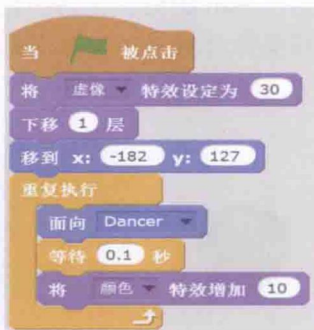 当 被点击
将 虚像 特效设定为 30
下移 1 层
移到 x: -182 y: 127
重复执行
面向 Dancer
等待 0.1 秒
将 颜色 特效增加 10